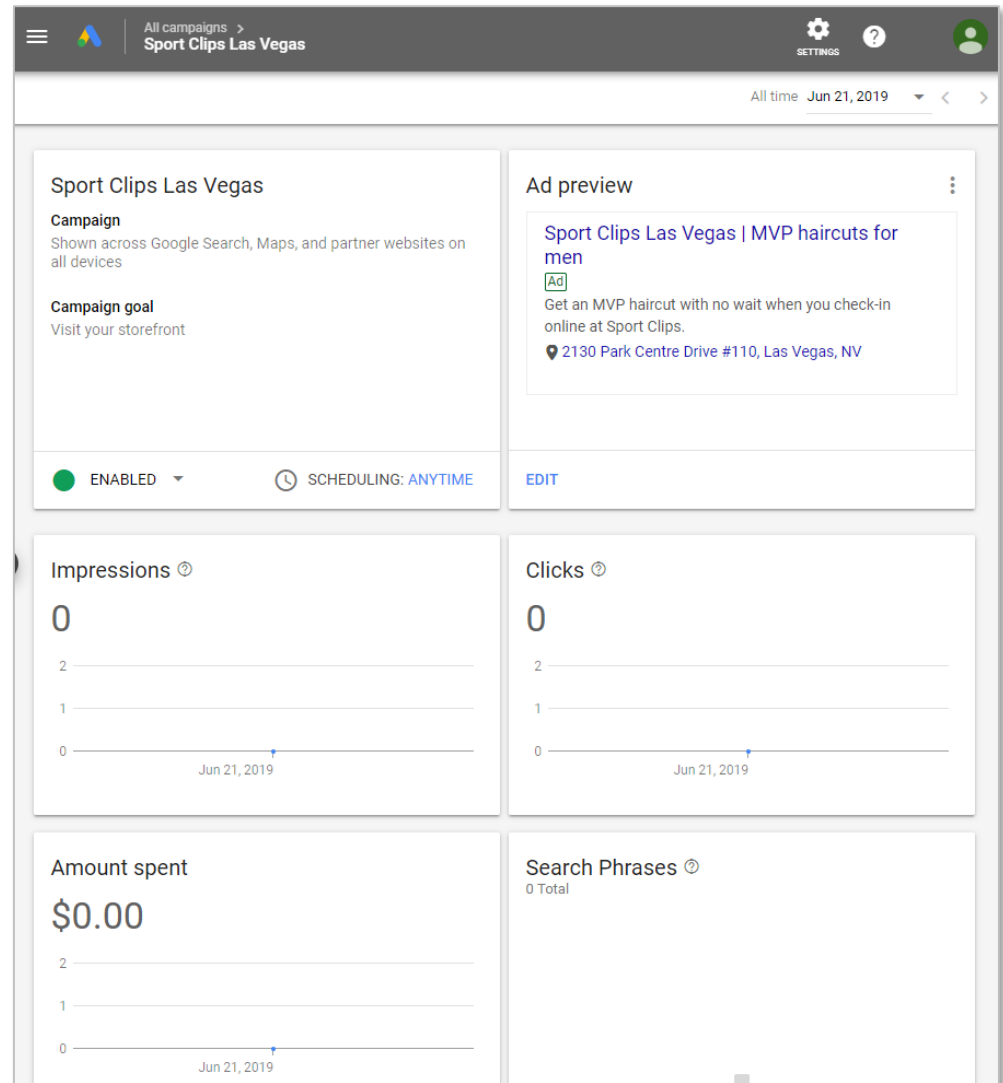 All campaigns >
Sport Clips Las Vegas
SETTINGS
?
All time Jun 21, 2019
Sport Clips Las Vegas
Campaign
Shown across Google Search, Maps, and partner websites on
all devices
Campaign goal
Visit your storefront
ENABLED
SCHEDULING: ANYTIME
Ad preview
Sport Clips Las Vegas | MVP haircuts for
men
Ad
Get an MVP haircut with no wait when you check-in
online at Sport Clips.
2130 Park Centre Drive #110, Las Vegas, NV
EDIT
Impressions ?
0
2
1
0
Jun 21, 2019
Clicks ?
0
2
1
0
Jun 21, 2019
Amount spent
$0.00
2
1
0
Jun 21, 2019
Search Phrases ?
0 Total